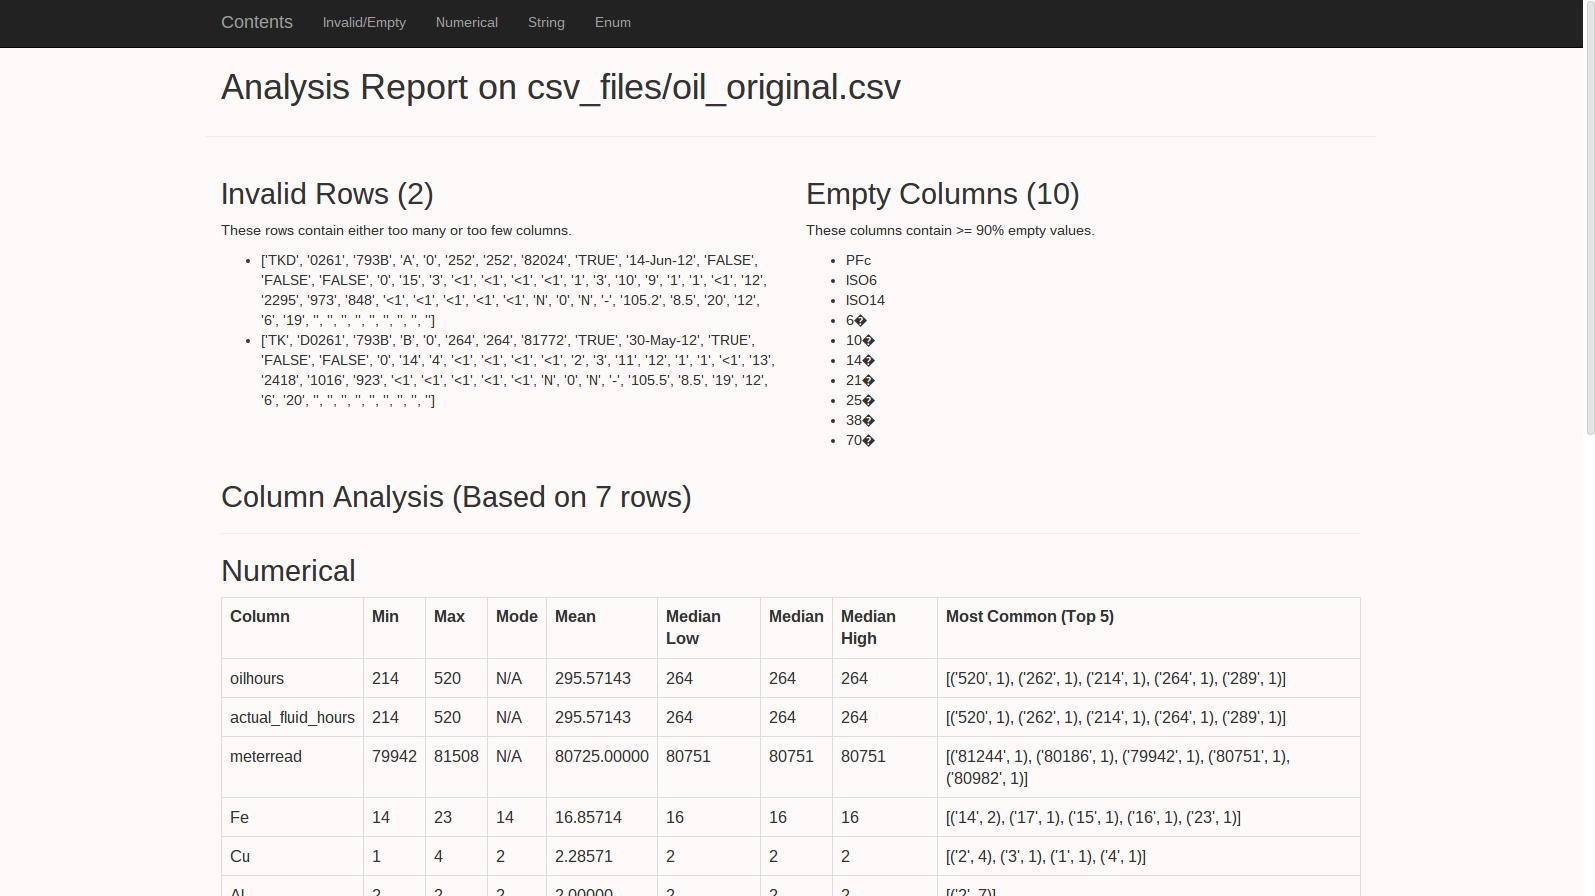 Contents Invalid/Empty Numerical String Enum
Analysis Report on csv_files/oil_original.csv
Invalid Rows (2)
These rows contain either too many or too few columns.
• ['TKD', '0261', '793B', 'A', '0', '252', '252', '82024', 'TRUE', '14-Jun-12', 'FALSE',
'FALSE', 'FALSE', '0', '15', '3', '<1', '<1', '<1', '<1', '1', '3', '10', '9', '1', '1', '<1', '12',
'2295', '973', '848', '<1', '<1', '<1', '<1', '<1', 'N', '0', 'N', '-', '105.2', '8.5', '20', '12',
'6', '19', '', '', '', '', '', '', '', '', '']
• ['TK', 'D0261', '793B', 'B', '0', '264', '264', '81772', 'TRUE', '30-May-12', 'TRUE',
'FALSE', 'FALSE', '0', '14', '4', '<1', '<1', '<1', '<1', '2', '3', '11', '12', '1', '1', '<1', '13',
'2418', '1016', '923', '<1', '<1', '<1', '<1', '<1', 'N', '0', 'N', '-', '105.5', '8.5', '19', '12',
'6', '20', '', '', '', '', '', '', '', '', '']
Empty Columns (10)
These columns contain >= 90% empty values.
• PFc
• ISO6
• ISO14
• 6�
• 10�
• 14�
• 21�
• 25�
• 38�
• 70�
Column Analysis (Based on 7 rows)
Numerical
Column Min Max Mode Mean Median Low Median Median High Most Common (Top 5)
oilhours 214 520 N/A 295.57143 264 264 264 [('520', 1), ('262', 1), ('214', 1), ('264', 1), ('289', 1)]
actual_fluid_hours 214 520 N/A 295.57143 264 264 264 [('520', 1), ('262', 1), ('214', 1), ('264', 1), ('289', 1)]
meterread 79942 81508 N/A 80725.00000 80751 80751 80751 [('81244', 1), ('80186', 1), ('79942', 1), ('80751', 1),
('80982', 1)]
Fe 14 23 14 16.85714 16 16 16 [('14', 2), ('17', 1), ('15', 1), ('16', 1), ('23', 1)]
Cu 1 4 2 2.28571 2 2 2 [('2', 4), ('3', 1), ('1', 1), ('4', 1)]
Al 2 2 2 2.00000 2 2 2 [('2', 7)]